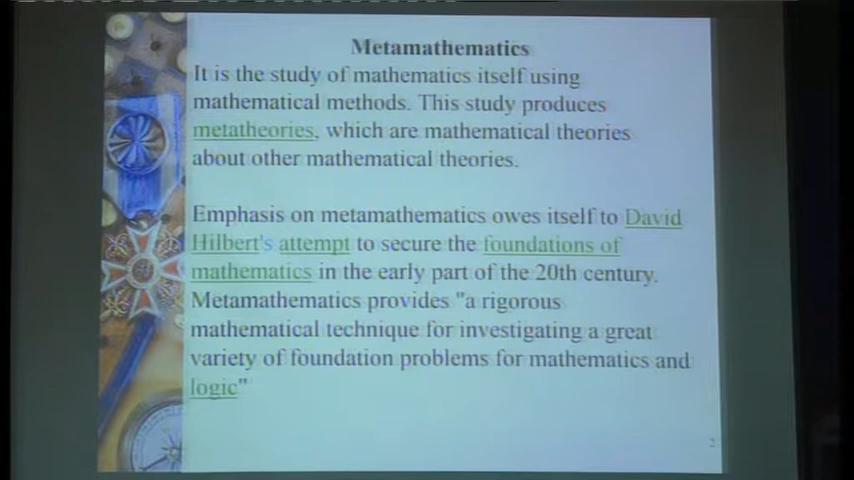 Metamathematics
It is the study of mathematics itself using
mathematical methods. This study produces
metatheories, which are mathematical theories
about other mathematical theories.
Emphasis on metamathematics owes itself to David
Hilbert's attempt to secure the foundations of
mathematics in the early part of the 20th century.
Metamathematics provides "a rigorous
mathematical technique for investigating a great
variety of foundation problems for mathematics and
logic"
2